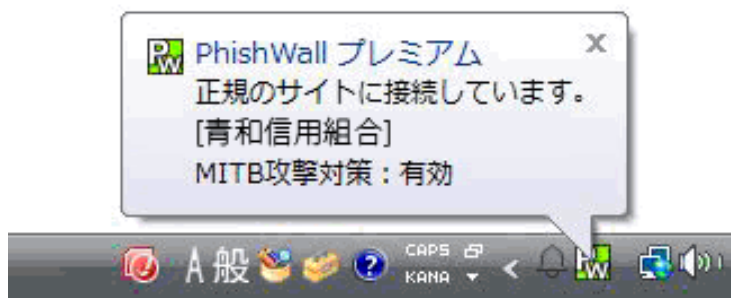 PhishWall プレミアム
正規のサイトに接続しています。
[青和信用組合]
MITB攻撃対策：有効
A 般 CAPS KANA